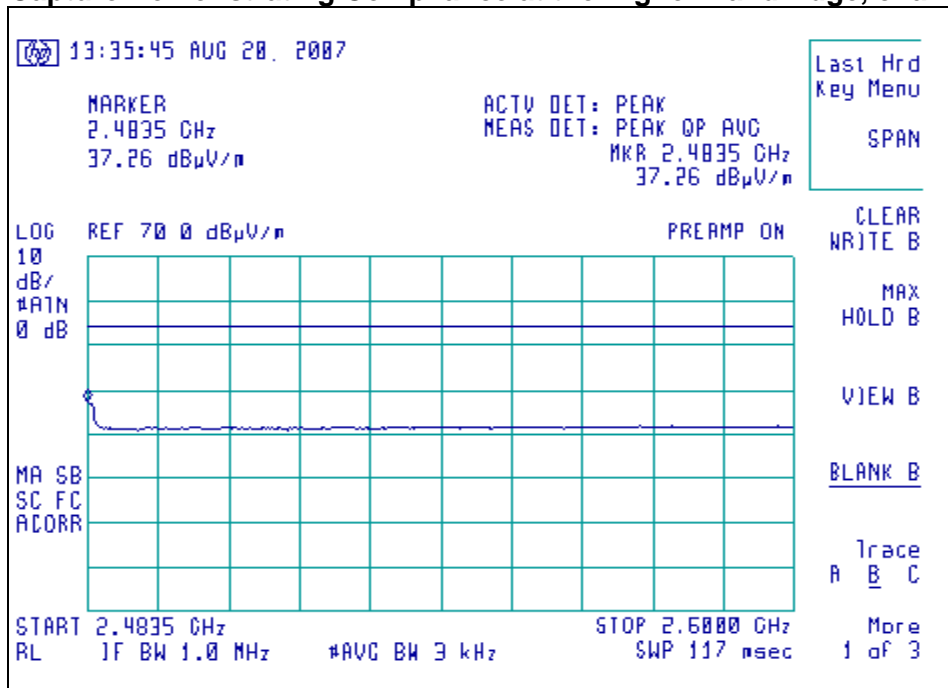 13:35:45 AUG 28, 2007
MARKER
2.4835 GHz
37.26 dBµV/m
ACTV DET: PEAK
MEAS DET: PEAK QP AVG
MKR 2.4835 GHz
37.26 dBµV/m
LOG REF 70.0 dBµV/m PREAMP ON
10
dB/
#ATN
0 dB
MA SB
SC FC
ACORR
START 2.4835 GHz STOP 2.6000 GHz
RL IF BW 1.0 MHz #AVG BW 3 kHz SWP 117 msec
Last Hrd
Key Menu
SPAN
CLEAR
WRITE B
MAX
HOLD B
VIEW B
BLANK B
Trace
A B C
More
1 of 3